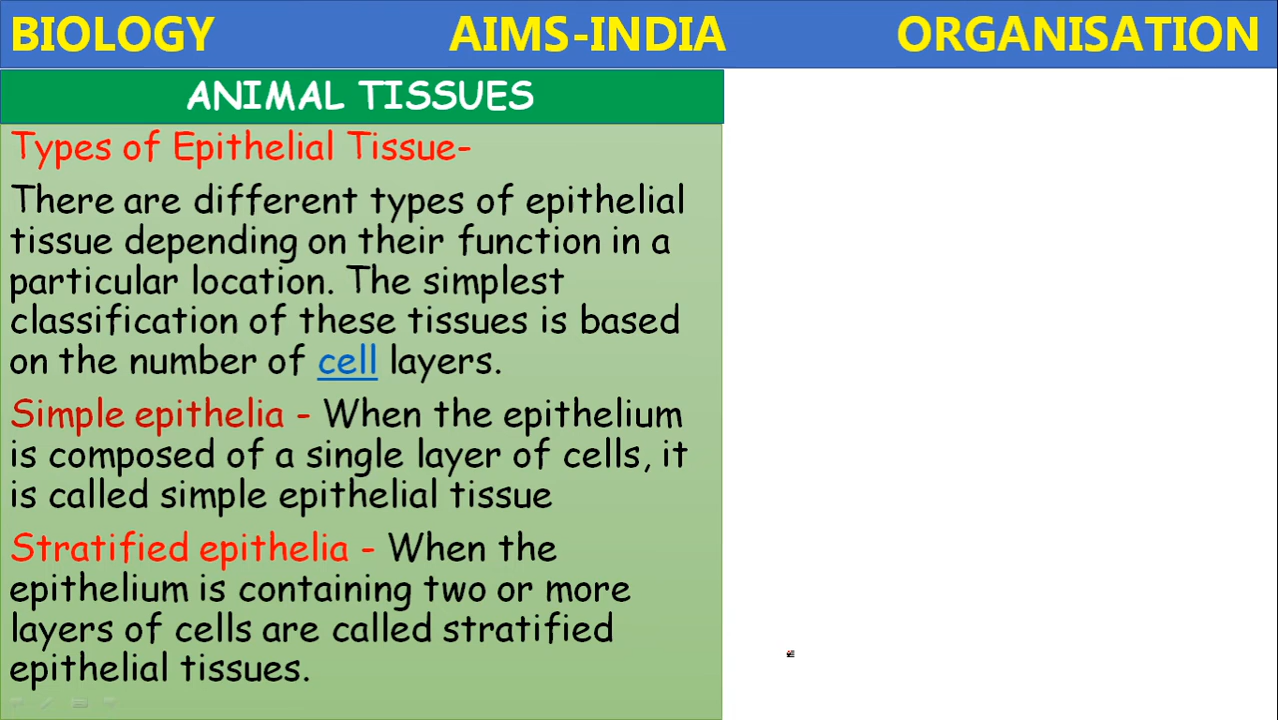 BIOLOGY AIMS-INDIA ORGANISATION
ANIMAL TISSUES
Types of Epithelial Tissue-
There are different types of epithelial
tissue depending on their function in a
particular location. The simplest
classification of these tissues is based
on the number of cell layers.
Simple epithelia - When the epithelium
is composed of a single layer of cells, it
is called simple epithelial tissue
Stratified epithelia - When the
epithelium is containing two or more
layers of cells are called stratified
epithelial tissues.